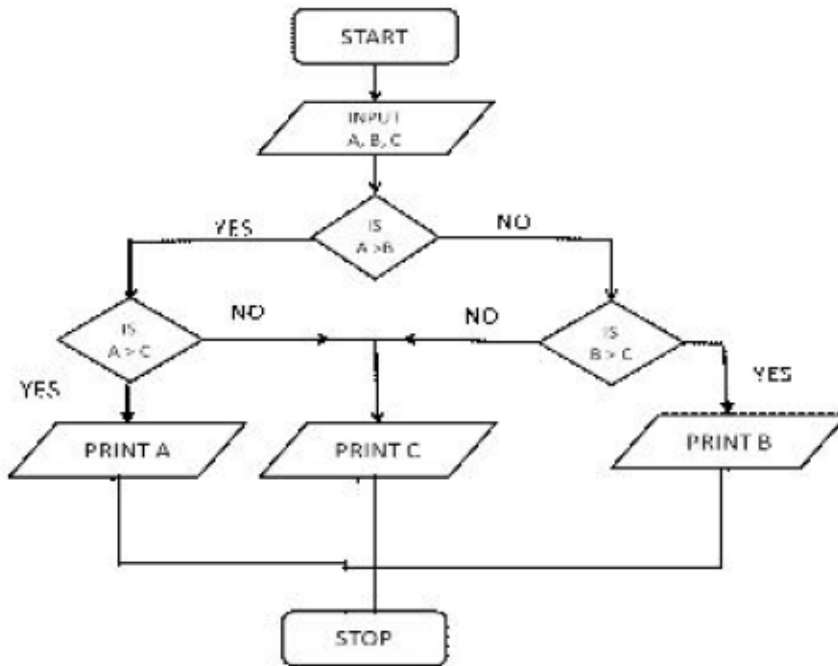 START
INPUT
A, B, C
IS
A >B
YES
NO
IS
A > C
NO
NO
IS
B > C
YES
YES
PRINT A
PRINT C
PRINT B
STOP